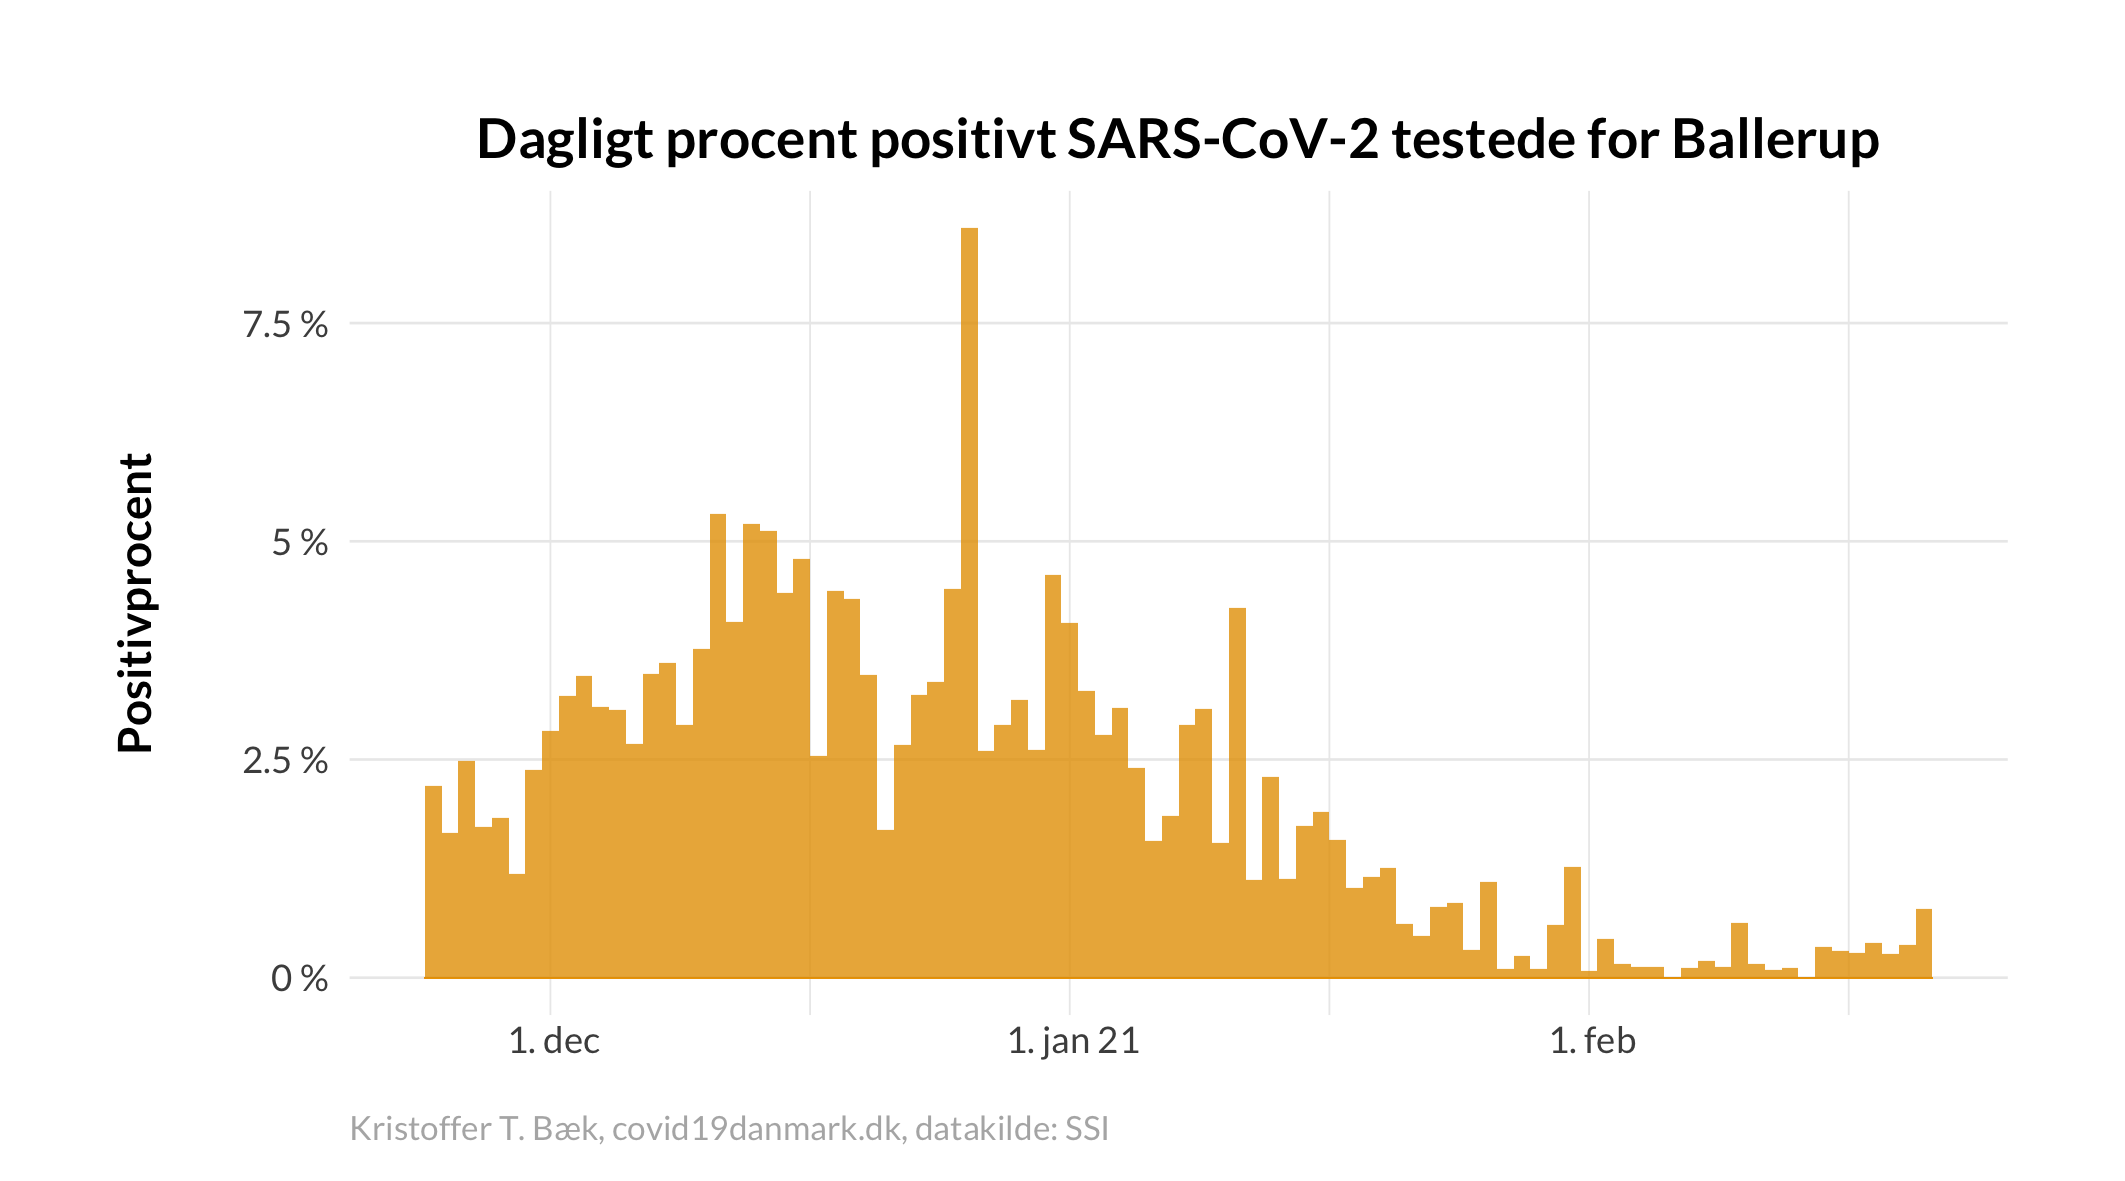 Dagligt procent positivt SARS-CoV-2 testede for Ballerup
Positivprocent
7.5 %
5 %
2.5 %
0 %
1. dec
1. jan 21
1. feb
Kristoffer T. Bæk, covid19danmark.dk, datakilde: SSI